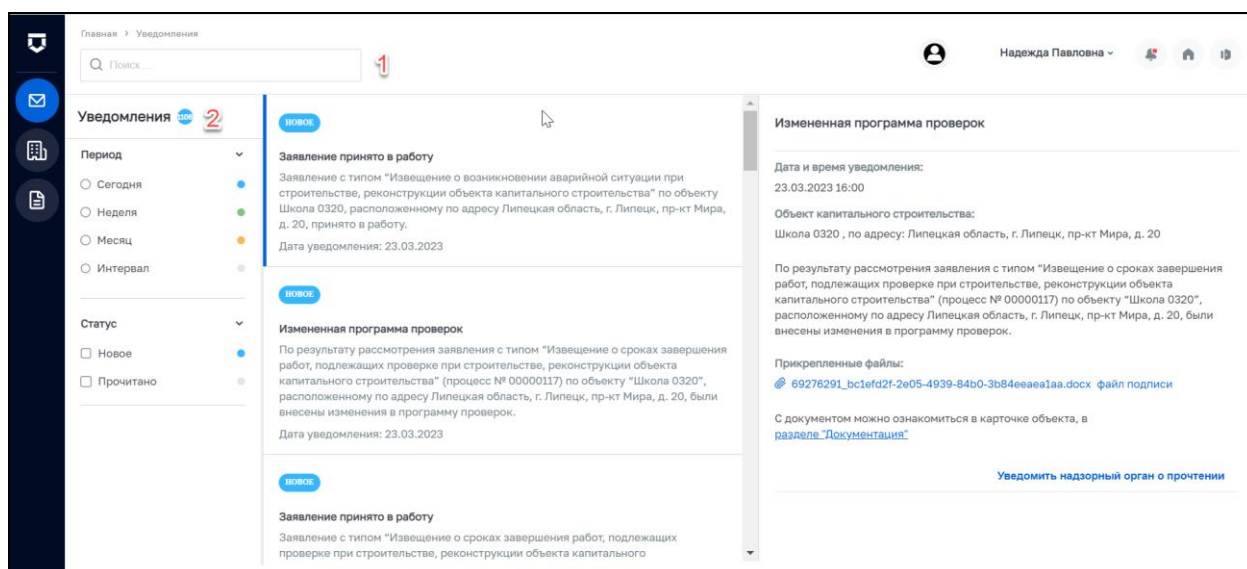 Главная › Уведомления
Поиск ...
1
Надежда Павловна
Уведомления 1106
2
Период
Сегодня
Неделя
Месяц
Интервал
Статус
Новое
Прочитано
НОВОЕ
Заявление принято в работу
Заявление с типом “Извещение о возникновении аварийной ситуации при
строительстве, реконструкции объекта капитального строительства” по объекту
Школа 0320, расположенному по адресу Липецкая область, г. Липецк, пр-кт Мира,
д. 20, принято в работу.
Дата уведомления: 23.03.2023
НОВОЕ
Измененная программа проверок
По результату рассмотрения заявления с типом “Извещение о сроках завершения
работ, подлежащих проверке при строительстве, реконструкции объекта
капитального строительства” (процесс № 00000117) по объекту “Школа 0320”,
расположенному по адресу Липецкая область, г. Липецк, пр-кт Мира, д. 20, были
внесены изменения в программу проверок.
Дата уведомления: 23.03.2023
НОВОЕ
Заявление принято в работу
Заявление с типом “Извещение о сроках завершения работ, подлежащих
проверке при строительстве, реконструкции объекта капитального
Измененная программа проверок
Дата и время уведомления:
23.03.2023 16:00
Объект капитального строительства:
Школа 0320 , по адресу: Липецкая область, г. Липецк, пр-кт Мира, д. 20
По результату рассмотрения заявления с типом “Извещение о сроках завершения
работ, подлежащих проверке при строительстве, реконструкции объекта
капитального строительства” (процесс № 00000117) по объекту “Школа 0320”,
расположенному по адресу Липецкая область, г. Липецк, пр-кт Мира, д. 20, были
внесены изменения в программу проверок.
Прикрепленные файлы:
69276291_bc1efd2f-2e05-4939-84b0-3b84eeaea1aa.docx файл подписи
С документом можно ознакомиться в карточке объекта, в
разделе "Документация"
Уведомить надзорный орган о прочтении